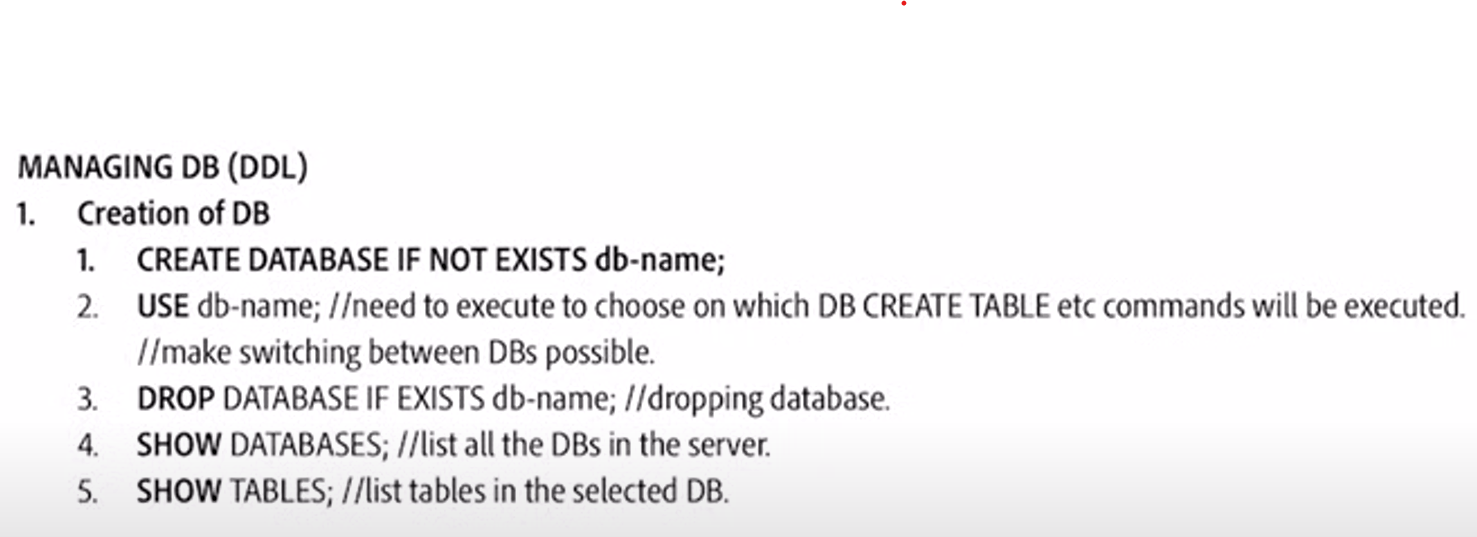 MANAGING DB (DDL)
1. Creation of DB
1. CREATE DATABASE IF NOT EXISTS db-name;
2. USE db-name; //need to execute to choose on which DB CREATE TABLE etc commands will be executed.
//make switching between DBs possible.
3. DROP DATABASE IF EXISTS db-name; //dropping database.
4. SHOW DATABASES; //list all the DBs in the server.
5. SHOW TABLES; //list tables in the selected DB.